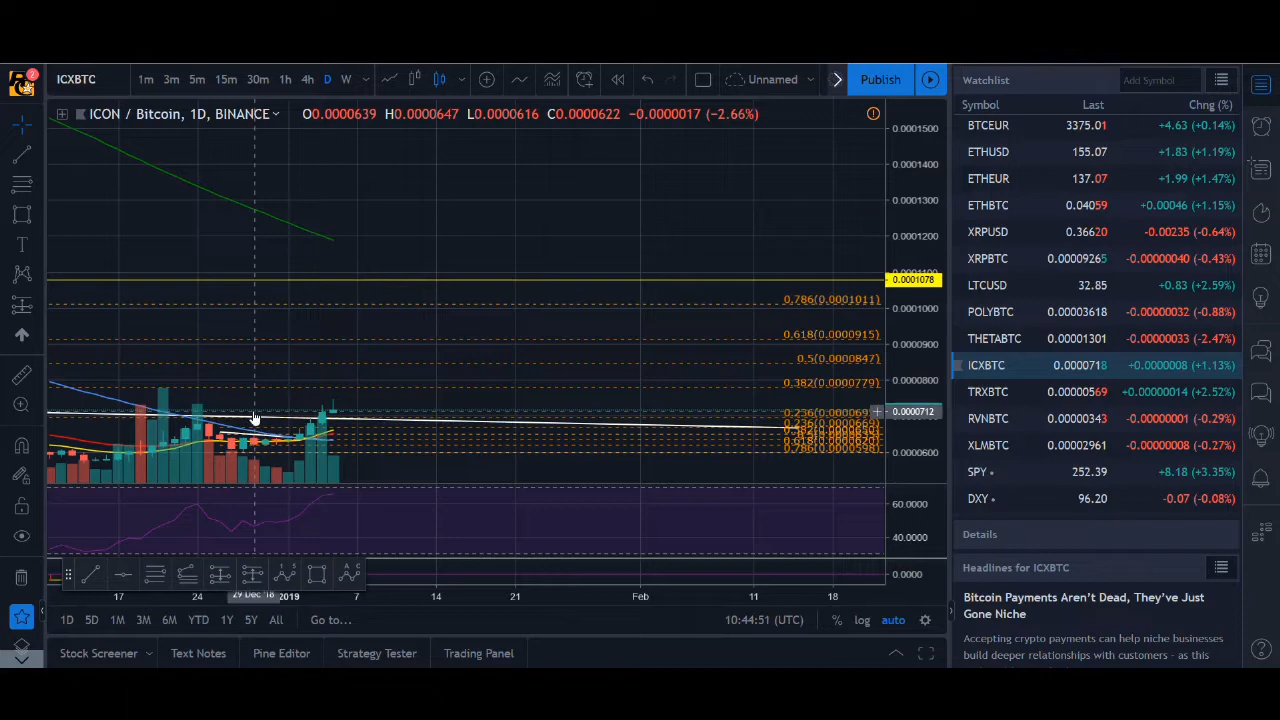 2
ICXBTC 1m 3m 5m 15m 30m 1h 4h D W Unnamed Publish
ICON / Bitcoin, 1D, BINANCE O0.0000639 H0.0000647 L0.0000616 C0.0000622 −0.0000017 (−2.66%)
0.0001500
0.0001400
0.0001300
0.0001200
0.0001078
0.786(0.0001011)
0.0001000
0.618(0.0000915)
0.0000900
0.5(0.0000847)
0.382(0.0000779)
0.0000800
0.0000712
0.0000600
0.786(0.0000598)
60.0000
40.0000
0.0000
17 24 29 Dec '18 2019 7 14 21 Feb 11 18
1D 5D 1M 3M 6M YTD 1Y 5Y All Go to... 10:44:51 (UTC) % log auto
Stock Screener Text Notes Pine Editor Strategy Tester Trading Panel
Watchlist Add Symbol
Symbol Last Chng (%)
BTCEUR 3375.01 +4.63 (+0.14%)
ETHUSD 155.07 +1.83 (+1.19%)
ETHEUR 137.07 +1.99 (+1.47%)
ETHBTC 0.04059 +0.00046 (+1.15%)
XRPUSD 0.36620 −0.00235 (−0.64%)
XRPBTC 0.00009265 −0.00000040 (−0.43%)
LTCUSD 32.85 +0.83 (+2.59%)
POLYBTC 0.00003618 −0.00000032 (−0.88%)
THETABTC 0.00001301 −0.00000033 (−2.47%)
ICXBTC 0.0000718 +0.0000008 (+1.13%)
TRXBTC 0.00000569 +0.00000014 (+2.52%)
RVNBTC 0.00000343 −0.00000001 (−0.29%)
XLMBTC 0.00002961 −0.00000008 (−0.27%)
SPY 252.39 +8.18 (+3.35%)
DXY 96.20 −0.07 (−0.08%)
Details
Headlines for ICXBTC
Bitcoin Payments Aren't Dead, They've Just
Gone Niche
Accepting crypto payments can help niche businesses
build deeper relationships with customers - as this